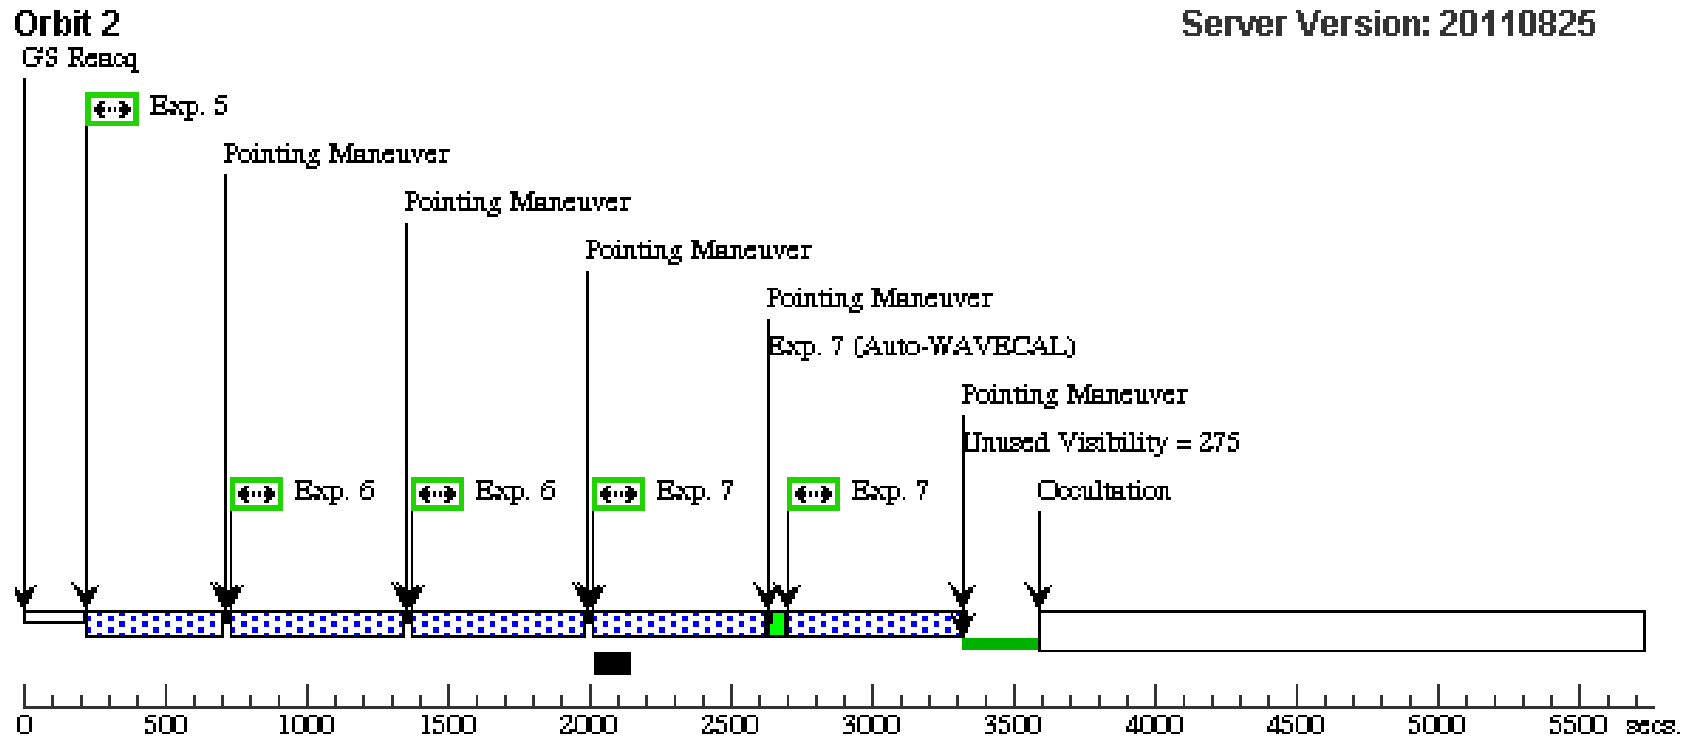 Orbit 2 Server Version: 20110825
GS Reacq
Exp. 5
Pointing Maneuver
Pointing Maneuver
Pointing Maneuver
Pointing Maneuver
Exp. 7 (Auto-WAVECAL)
Pointing Maneuver
Unused Visibility = 275
Exp. 6 Exp. 6 Exp. 7 Exp. 7 Occultation
0 500 1000 1500 2000 2500 3000 3500 4000 4500 5000 5500 secs.